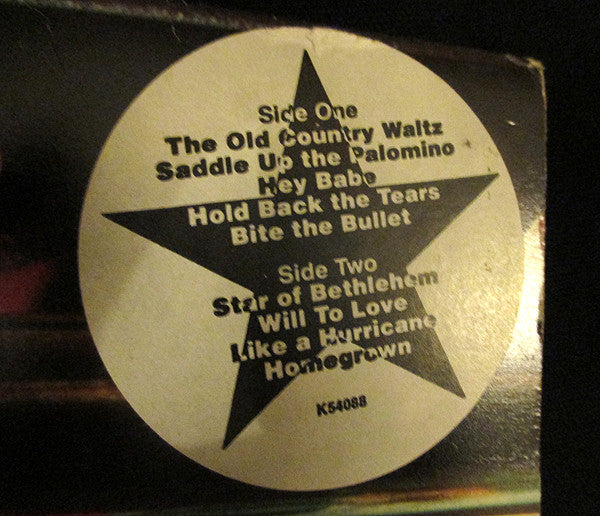 Side One
The Old Country Waltz
Saddle Up the Palomino
Hey Babe
Hold Back the Tears
Bite the Bullet
Side Two
Star of Bethlehem
Will To Love
Like a Hurricane
Homegrown
K54088